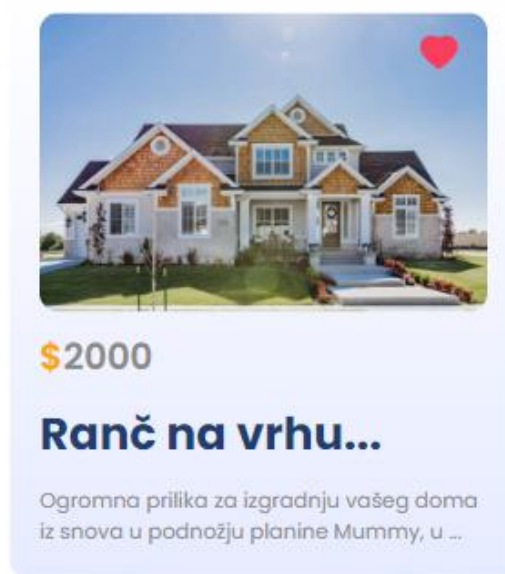 $2000
Ranč na vrhu...
Ogromna prilika za izgradnju vašeg doma
iz snova u podnožju planine Mummy, u ...